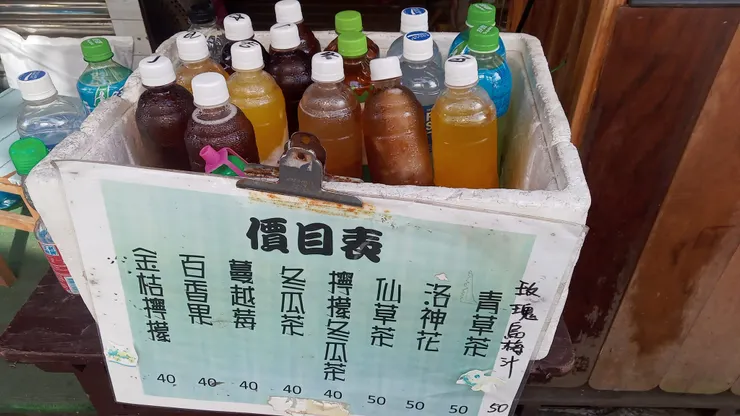 價目表
玫瑰烏梅汁 50
青草茶 50
洛神花 50
仙草茶 50
檸檬冬瓜茶 40
冬瓜茶 40
蔓越莓 40
百香果 40
金桔檸檬 40